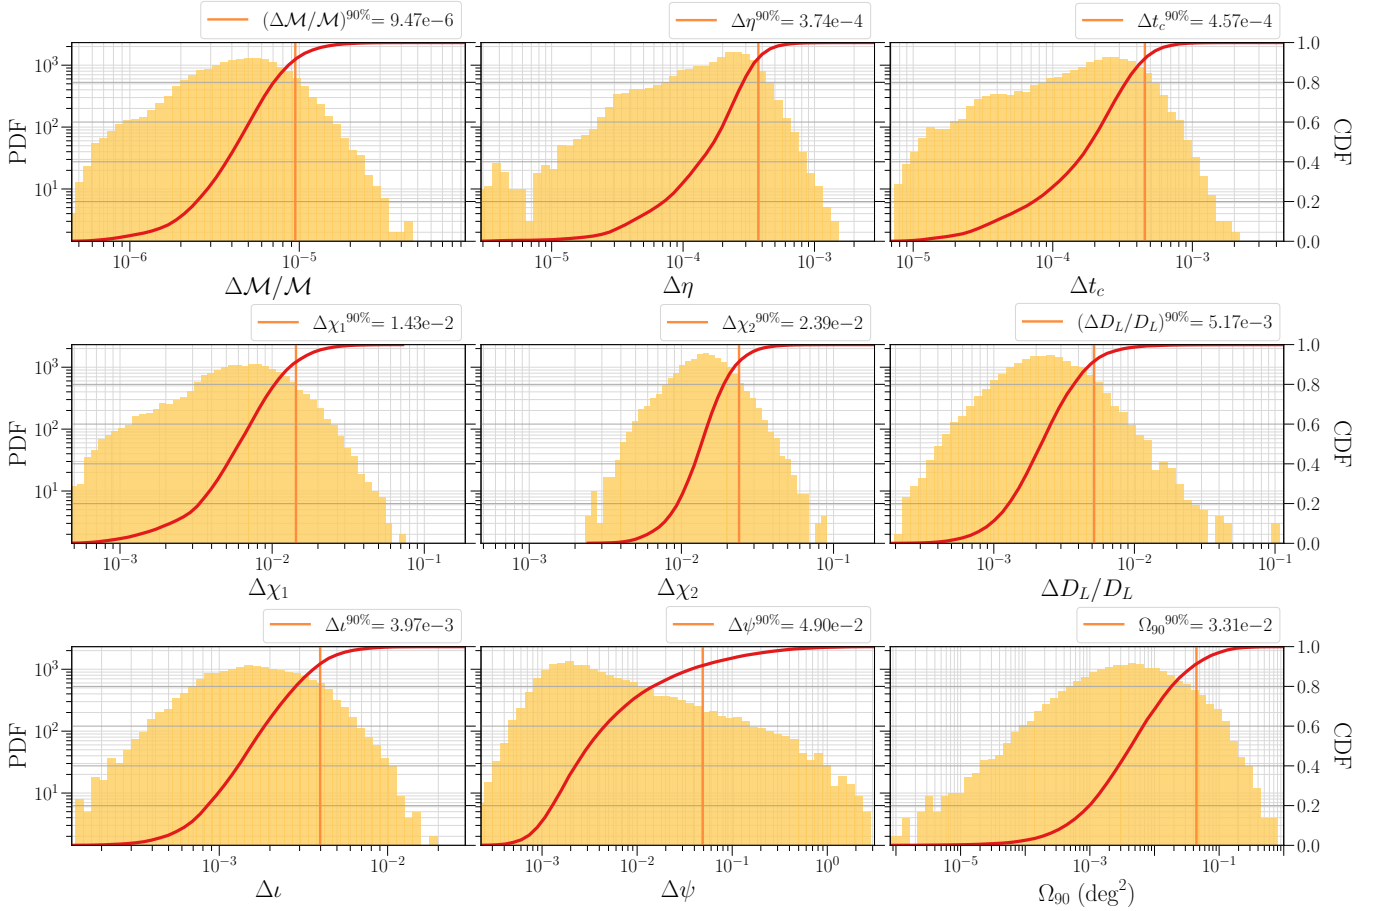 (Δℳ/ℳ)^90% = 9.47e−6
Δη^90% = 3.74e−4
Δt_c^90% = 4.57e−4
PDF
10^3
10^2
10^1
10^−6 10^−5
Δℳ/ℳ
10^−5 10^−4 10^−3
Δη
10^−5 10^−4 10^−3
Δt_c
1.0
0.8
0.6
0.4
0.2
0.0
CDF
Δχ_1^90% = 1.43e−2
Δχ_2^90% = 2.39e−2
(ΔD_L/D_L)^90% = 5.17e−3
PDF
10^3
10^2
10^1
10^−3 10^−2 10^−1
Δχ_1
10^−3 10^−2 10^−1
Δχ_2
10^−3 10^−2 10^−1
ΔD_L/D_L
1.0
0.8
0.6
0.4
0.2
0.0
CDF
Δι^90% = 3.97e−3
Δψ^90% = 4.90e−2
Ω_90^90% = 3.31e−2
PDF
10^3
10^2
10^1
10^−3 10^−2
Δι
10^−3 10^−2 10^−1 10^0
Δψ
10^−5 10^−3 10^−1
Ω_90 (deg^2)
1.0
0.8
0.6
0.4
0.2
0.0
CDF